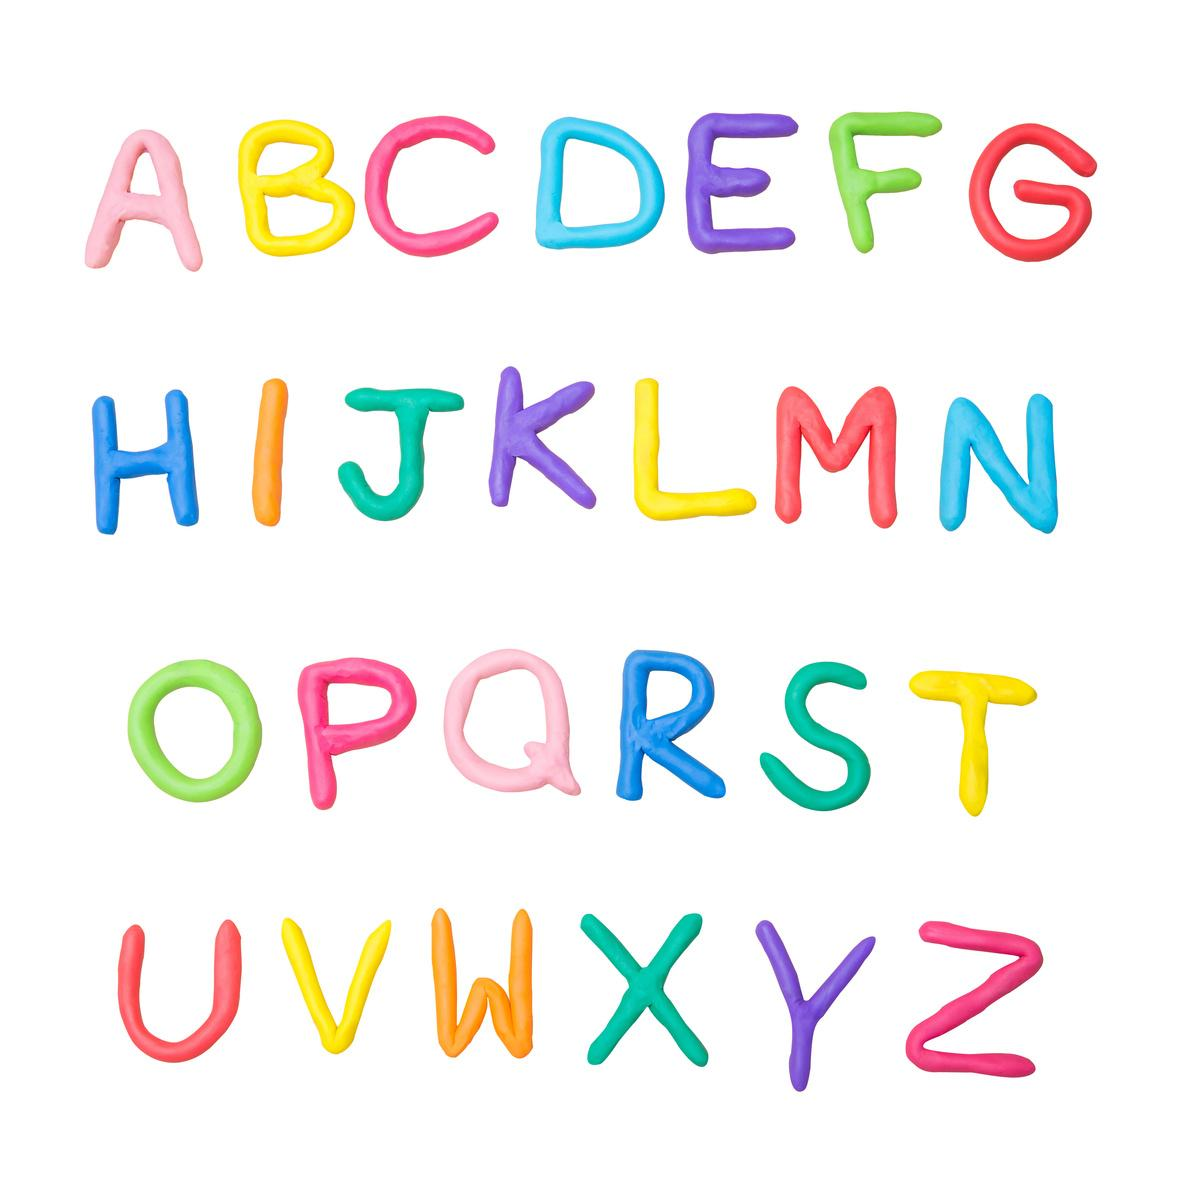 ABCDEFG
HIJKLMN
OPQRST
UVWXYZ